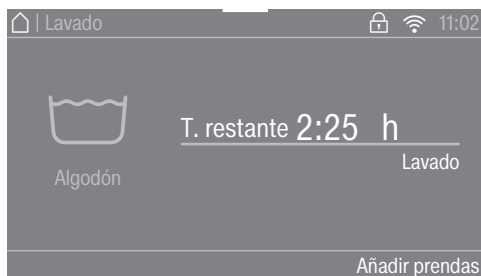 Lavado 11:02
T. restante 2:25 h
Lavado
Algodón
Añadir prendas